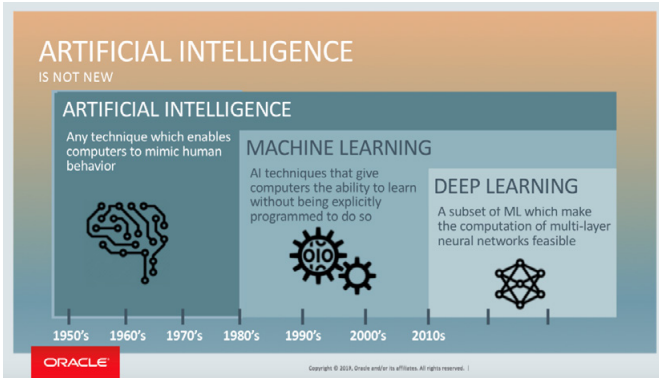 ARTIFICIAL INTELLIGENCE
IS NOT NEW
ARTIFICIAL INTELLIGENCE
Any technique which enables
computers to mimic human
behavior
MACHINE LEARNING
AI techniques that give
computers the ability to learn
without being explicitly
programmed to do so
OIO
DEEP LEARNING
A subset of ML which make
the computation of multi-layer
neural networks feasible
1950's 1960's 1970's 1980's 1990's 2000's 2010s
ORACLE
Copyright © 2019, Oracle and/or its affiliates. All rights reserved. |